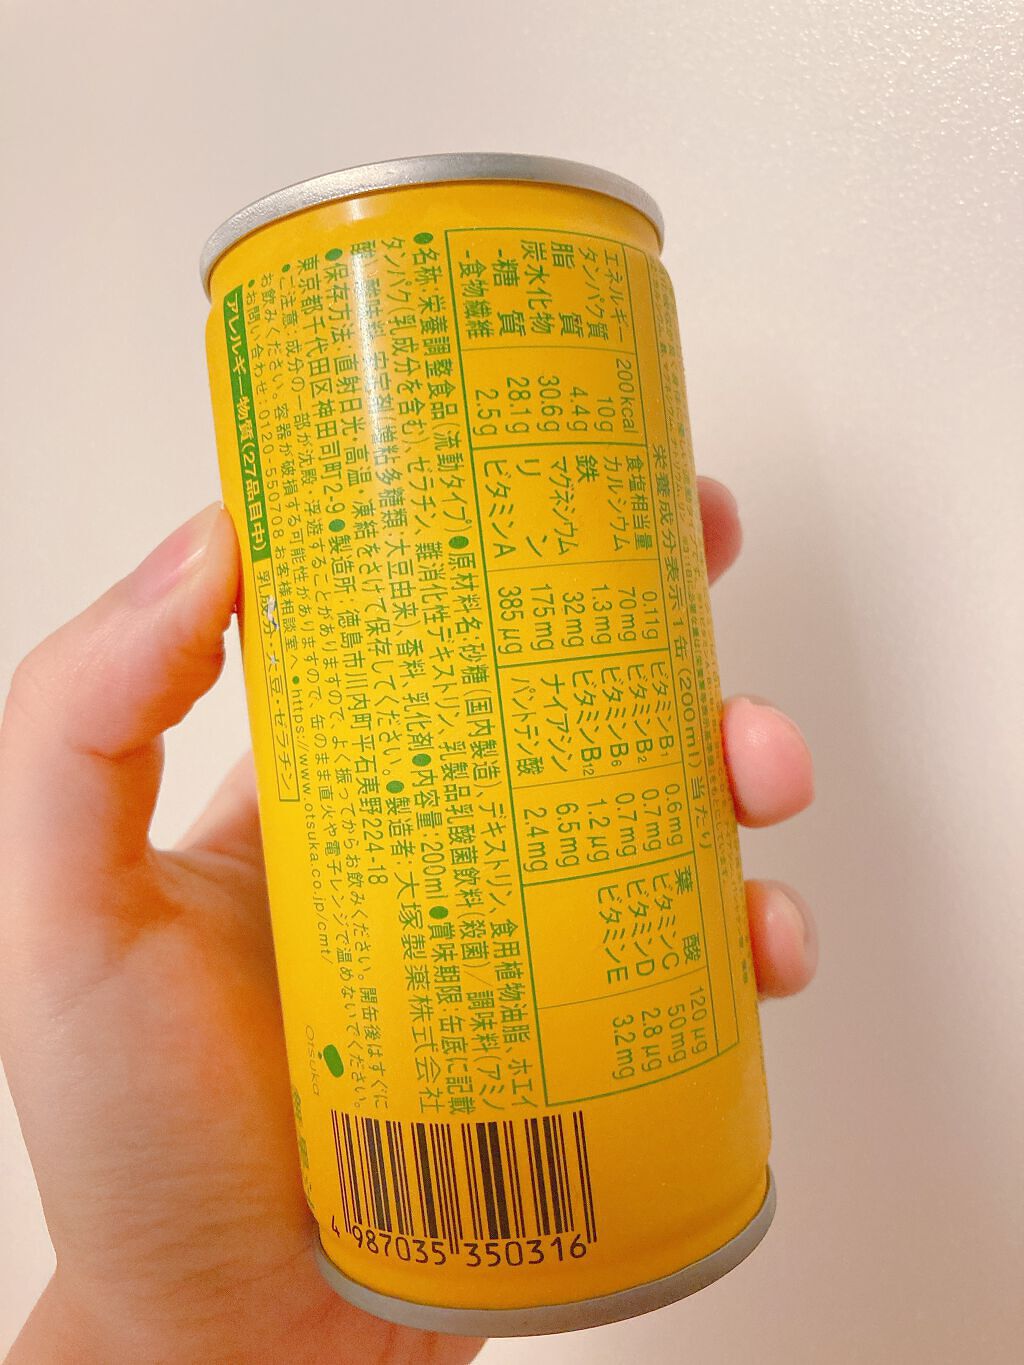 栄養成分表示 1缶(200ml)当たり
エネルギー 200kcal
タンパク質 10g
脂質 4.4g
炭水化物 30.6g
-糖質 28.1g
-食物繊維 2.5g
食塩相当量 0.11g
カルシウム 70mg
鉄 1.3mg
マグネシウム 32mg
リン 175mg
ビタミンA 385μg
ビタミンB1 0.6mg
ビタミンB2 0.7mg
ビタミンB6 0.7mg
ビタミンB12 1.2μg
ナイアシン 6.5mg
パントテン酸 2.4mg
葉酸 120μg
ビタミンC 50mg
ビタミンD 2.8μg
ビタミンE 3.2mg
●名称:栄養調整食品(流動タイプ)●原材料名:砂糖(国内製造)、デキストリン、食用植物油脂、ホエイ
タンパク(乳成分を含む)、ゼラチン、難消化性デキストリン、乳製品乳酸菌飲料(殺菌)/調味料(アミノ
酸)、酸味料、安定剤(増粘多糖類、大豆由来)、香料、乳化剤●内容量:200ml●賞味期限:缶底に記載
●保存方法:直射日光・高温・凍結をさけて保存してください。●製造者:大塚製薬株式会社
東京都千代田区神田司町2-9●製造所:徳島市川内町平石夷野224-18
●ご注意:成分の一部が沈殿・浮遊することがありますので、よく振ってからお飲みください。開缶後はすぐに
お飲みください。容器が破損する可能性がありますので、缶のまま直火や電子レンジで温めないでください。
●お問い合わせ:0120-550708 お客様相談室へ●https://www.otsuka.co.jp/cmt/
アレルギー物質(27品目中) 乳成分・大豆・ゼラチン
Otsuka
4 987035 350316